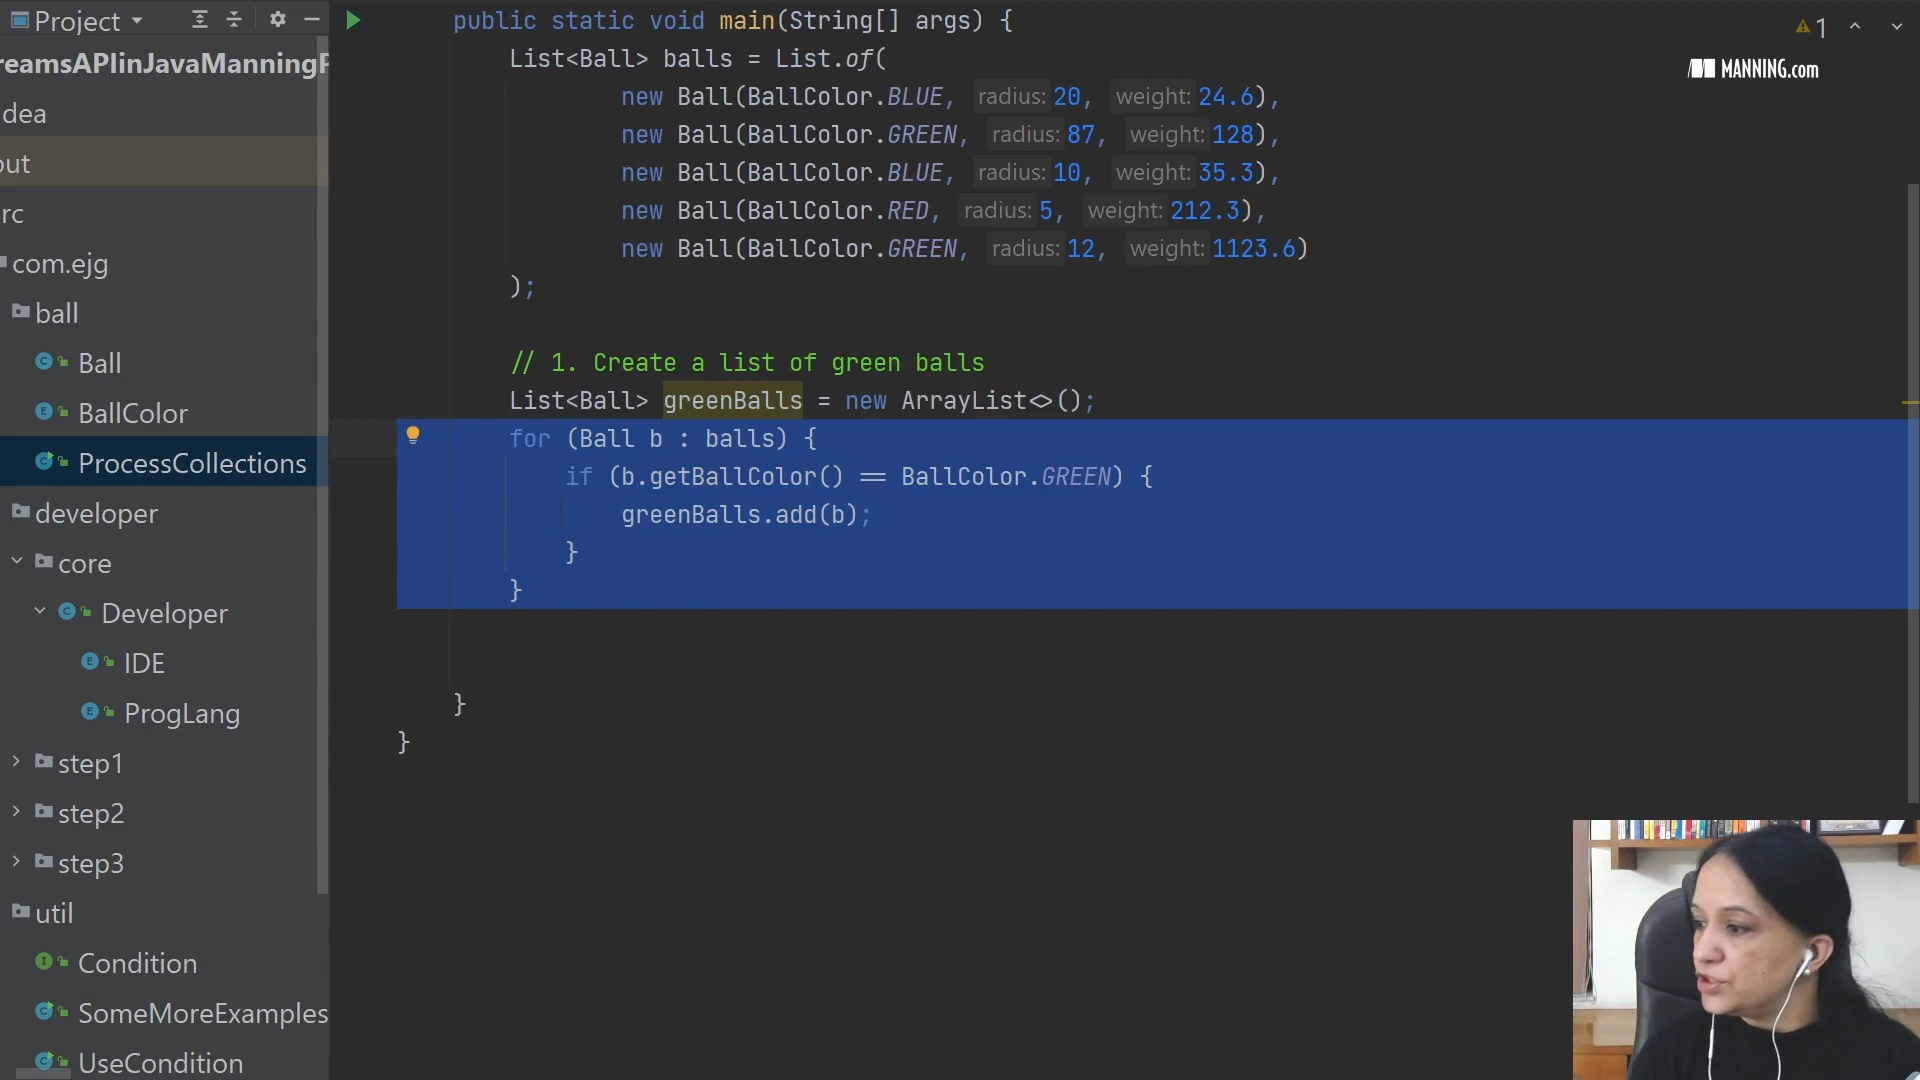 Project
reamsAPIinJavaManningP
dea
out
rc
com.ejg
ball
Ball
BallColor
ProcessCollections
developer
core
Developer
IDE
ProgLang
step1
step2
step3
util
Condition
SomeMoreExamples
UseCondition
public static void main(String[] args) {
List<Ball> balls = List.of(
new Ball(BallColor.BLUE, radius: 20, weight: 24.6),
new Ball(BallColor.GREEN, radius: 87, weight: 128),
new Ball(BallColor.BLUE, radius: 10, weight: 35.3),
new Ball(BallColor.RED, radius: 5, weight: 212.3),
new Ball(BallColor.GREEN, radius: 12, weight: 1123.6)
);
// 1. Create a list of green balls
List<Ball> greenBalls = new ArrayList<>();
for (Ball b : balls) {
if (b.getBallColor() == BallColor.GREEN) {
greenBalls.add(b);
}
}
}
}
1
MANNING.com